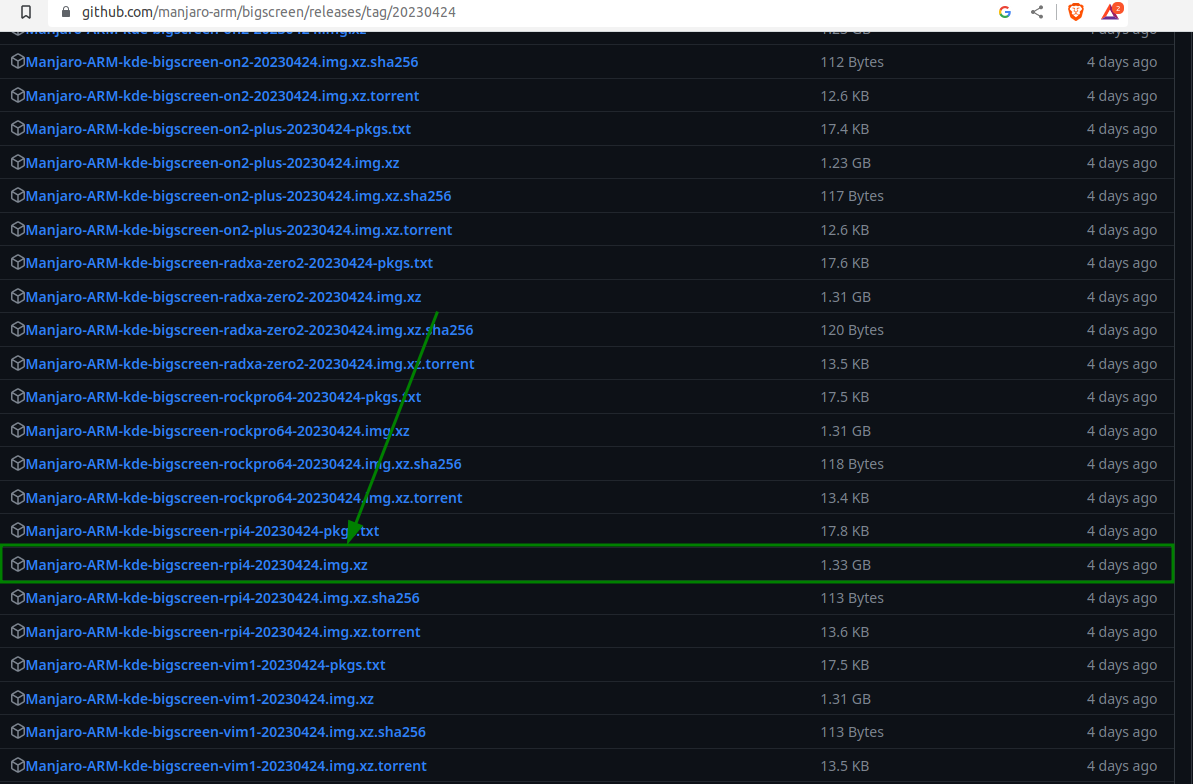 github.com/manjaro-arm/bigscreen/releases/tag/20230424
2
Manjaro-ARM-kde-bigscreen-on2-20230424.img.xz 1.23 GB 4 days ago
Manjaro-ARM-kde-bigscreen-on2-20230424.img.xz.sha256 112 Bytes 4 days ago
Manjaro-ARM-kde-bigscreen-on2-20230424.img.xz.torrent 12.6 KB 4 days ago
Manjaro-ARM-kde-bigscreen-on2-plus-20230424-pkgs.txt 17.4 KB 4 days ago
Manjaro-ARM-kde-bigscreen-on2-plus-20230424.img.xz 1.23 GB 4 days ago
Manjaro-ARM-kde-bigscreen-on2-plus-20230424.img.xz.sha256 117 Bytes 4 days ago
Manjaro-ARM-kde-bigscreen-on2-plus-20230424.img.xz.torrent 12.6 KB 4 days ago
Manjaro-ARM-kde-bigscreen-radxa-zero2-20230424-pkgs.txt 17.6 KB 4 days ago
Manjaro-ARM-kde-bigscreen-radxa-zero2-20230424.img.xz 1.31 GB 4 days ago
Manjaro-ARM-kde-bigscreen-radxa-zero2-20230424.img.xz.sha256 120 Bytes 4 days ago
Manjaro-ARM-kde-bigscreen-radxa-zero2-20230424.img.xz.torrent 13.5 KB 4 days ago
Manjaro-ARM-kde-bigscreen-rockpro64-20230424-pkgs.txt 17.5 KB 4 days ago
Manjaro-ARM-kde-bigscreen-rockpro64-20230424.img.xz 1.31 GB 4 days ago
Manjaro-ARM-kde-bigscreen-rockpro64-20230424.img.xz.sha256 118 Bytes 4 days ago
Manjaro-ARM-kde-bigscreen-rockpro64-20230424.img.xz.torrent 13.4 KB 4 days ago
Manjaro-ARM-kde-bigscreen-rpi4-20230424-pkgs.txt 17.8 KB 4 days ago
Manjaro-ARM-kde-bigscreen-rpi4-20230424.img.xz 1.33 GB 4 days ago
Manjaro-ARM-kde-bigscreen-rpi4-20230424.img.xz.sha256 113 Bytes 4 days ago
Manjaro-ARM-kde-bigscreen-rpi4-20230424.img.xz.torrent 13.6 KB 4 days ago
Manjaro-ARM-kde-bigscreen-vim1-20230424-pkgs.txt 17.5 KB 4 days ago
Manjaro-ARM-kde-bigscreen-vim1-20230424.img.xz 1.31 GB 4 days ago
Manjaro-ARM-kde-bigscreen-vim1-20230424.img.xz.sha256 113 Bytes 4 days ago
Manjaro-ARM-kde-bigscreen-vim1-20230424.img.xz.torrent 13.5 KB 4 days ago